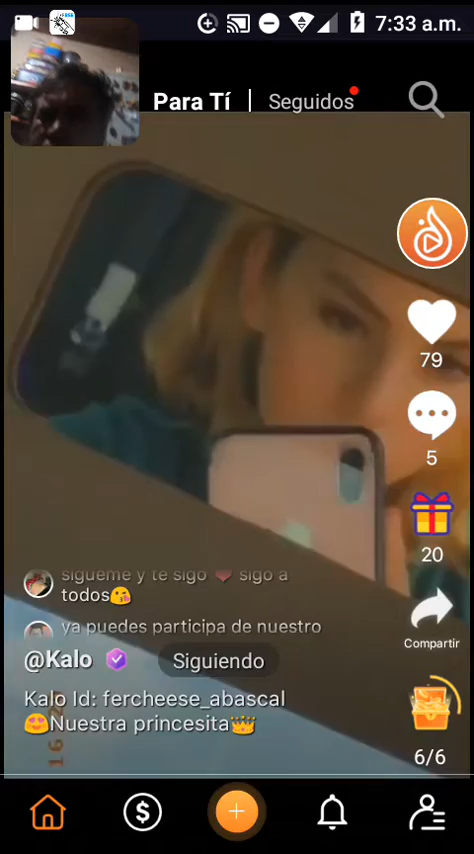 FREE
7:33 a.m.
Para Tí | Seguidos
79
5
20
sigueme y te sigo ❤ sigo a
todos😘
ya puedes participa de nuestro
@Kalo Siguiendo
Compartir
Kalo Id: fercheese_abascal
😍Nuestra princesita👑
6/6